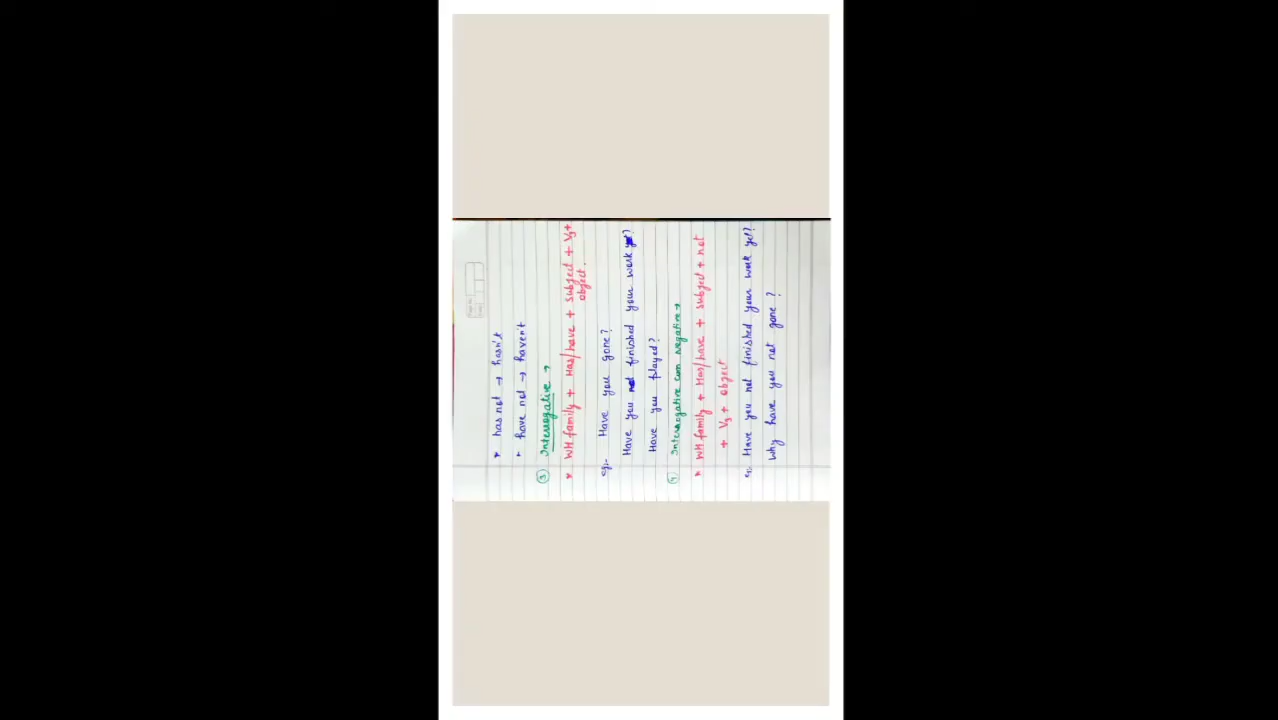 * has not → hasn't
* have not → haven't
③ Interrogative →
* WH family + Has/have + subject + V3 +
object.
eg:- Have you gone?
Have you finished your work yet?
Have you played?
④ Interrogative cum negative →
* WH family + Has/have + subject + not
+ V3 + object
eg:- Have you not finished your work yet?
Why have you not gone?